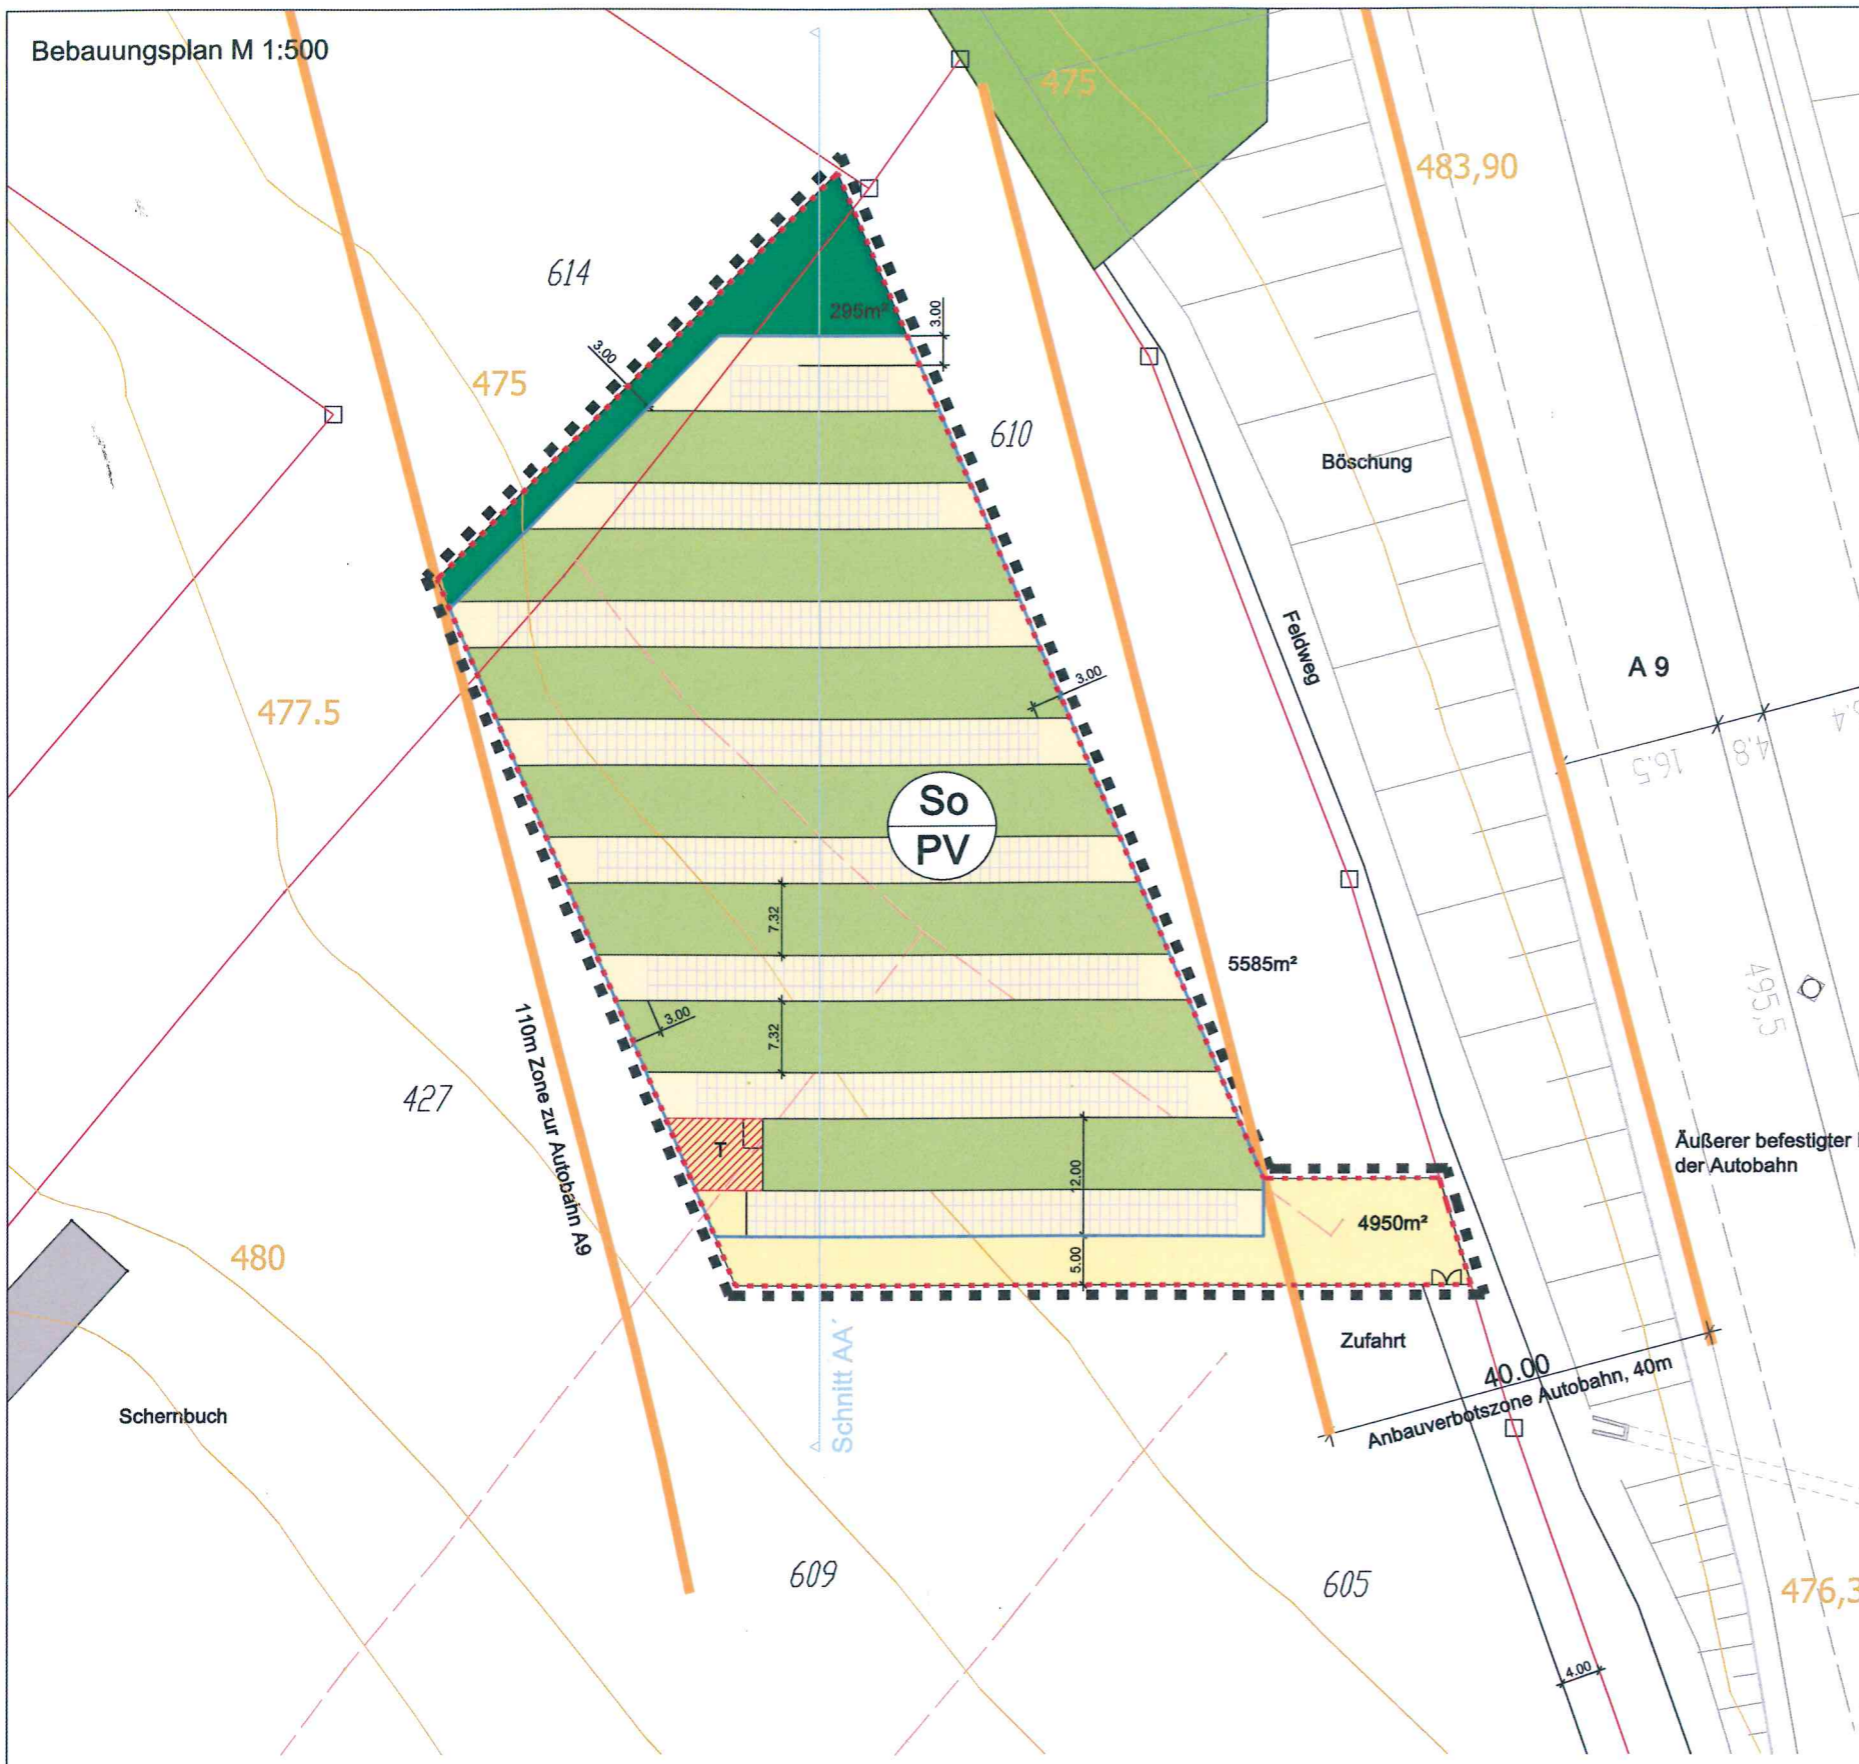 Bebauungsplan M 1:500
475
483,90
614
295m²
3.00
3.00
475
610
Böschung
Feldweg
A 9
3.00
477.5
16.5
4.8
So
PV
7.32
5585m²
495,5
110m Zone zur Autobahn A9
3.00
7.32
427
T
12.00
Äußerer befestigter
der Autobahn
4950m²
480
5.00
Zufahrt
40.00
Anbauverbotszone Autobahn, 40m
Schernbuch
Schnitt AA´
609
605
476,3
4.00